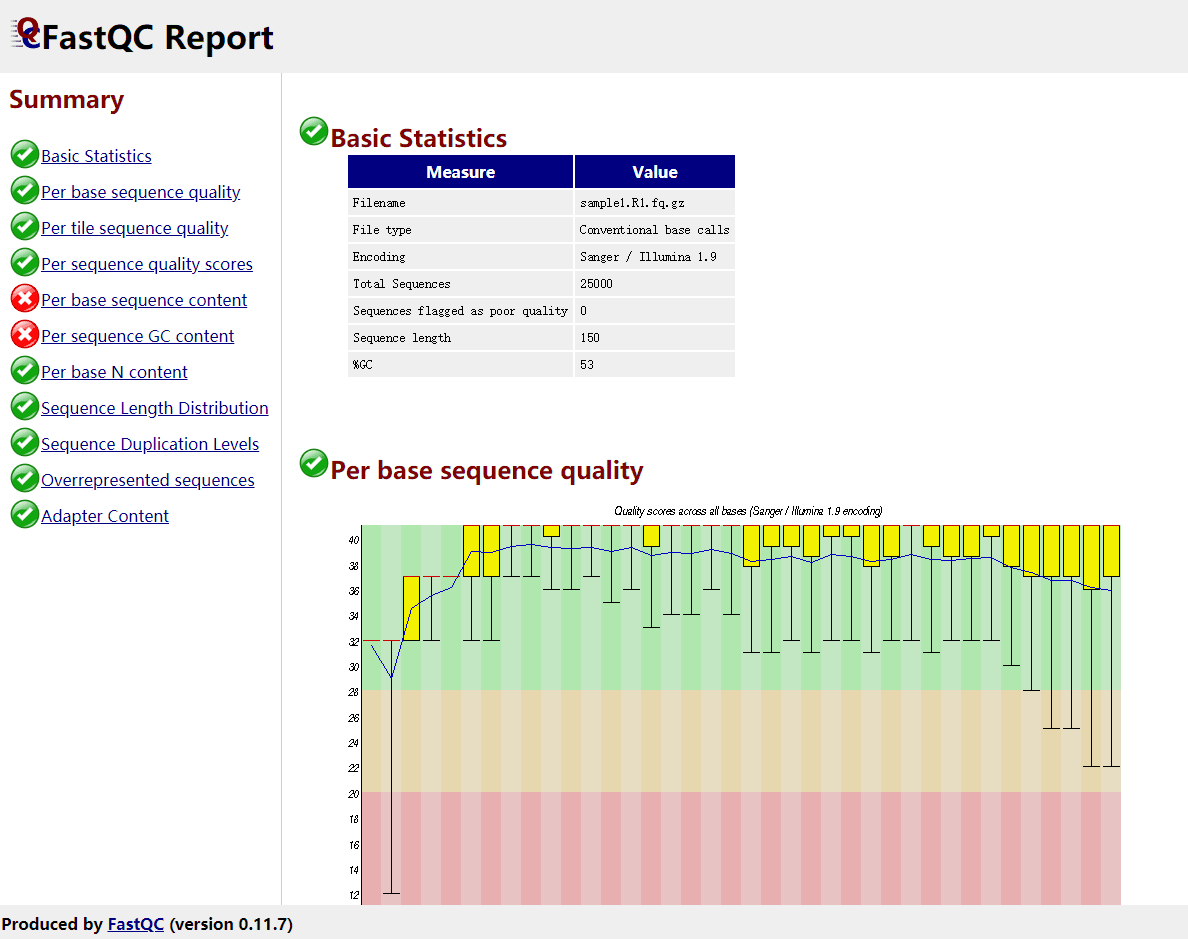 FastQC Report
Summary
Basic Statistics
Per base sequence quality
Per tile sequence quality
Per sequence quality scores
Per base sequence content
Per sequence GC content
Per base N content
Sequence Length Distribution
Sequence Duplication Levels
Overrepresented sequences
Adapter Content
Basic Statistics
Measure Value
Filename sample1.R1.fq.gz
File type Conventional base calls
Encoding Sanger / Illumina 1.9
Total Sequences 25000
Sequences flagged as poor quality 0
Sequence length 150
%GC 53
Per base sequence quality
Quality scores across all bases (Sanger / Illumina 1.9 encoding)
40
38
36
34
32
30
28
26
24
22
20
18
16
14
12
Produced by FastQC (version 0.11.7)